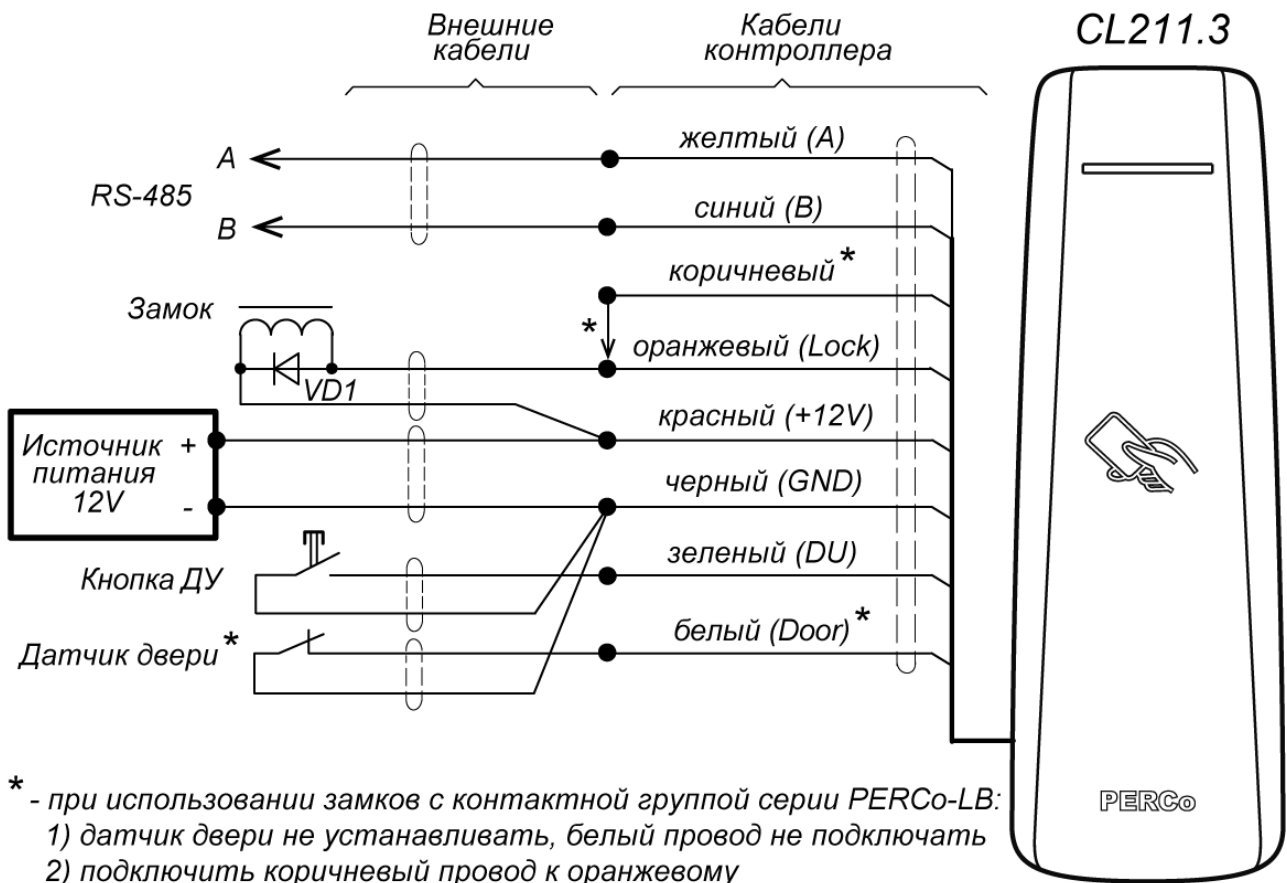 Внешние
кабели
Кабели
контроллера
CL211.3
A
желтый (A)
RS-485
B
синий (B)
коричневый*
Замок
*
оранжевый (Lock)
VD1
красный (+12V)
Источник +
питания
12V -
черный (GND)
зеленый (DU)
Кнопка ДУ
белый (Door)*
Датчик двери*
* - при использовании замков с контактной группой серии PERCo-LB:
1) датчик двери не устанавливать, белый провод не подключать
2) подключить коричневый провод к оранжевому
PERCo